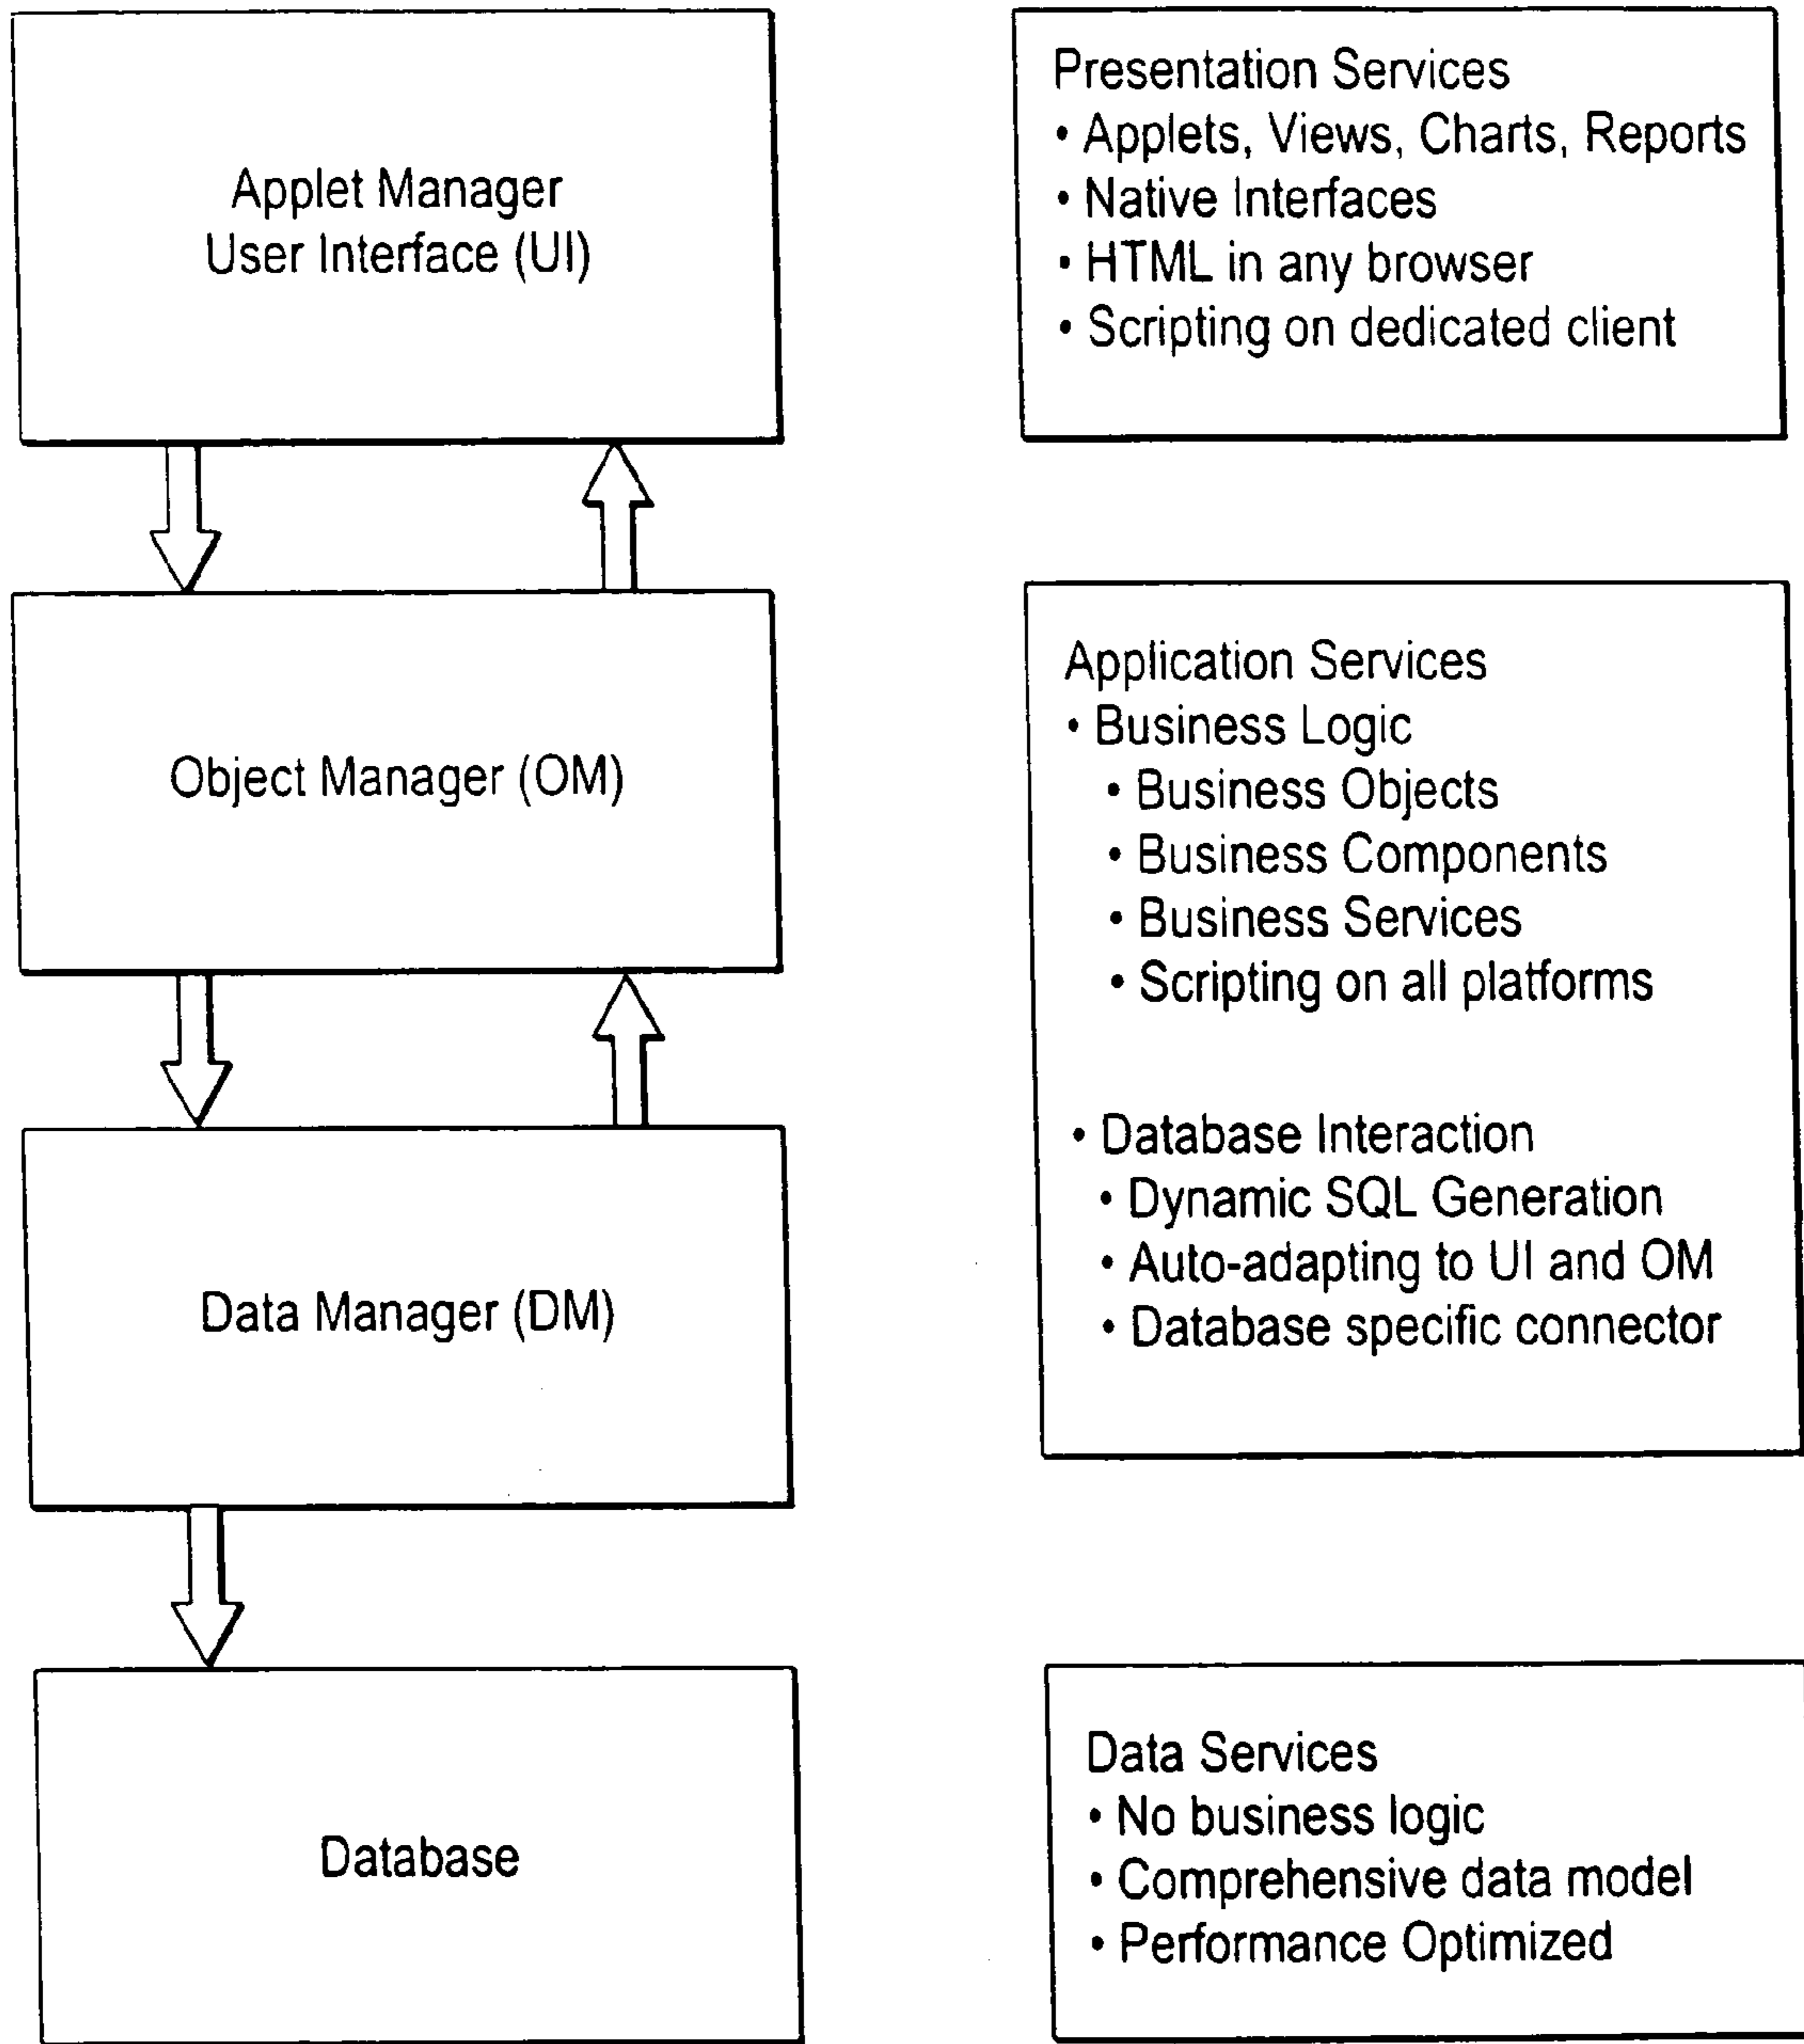 Applet Manager
User Interface (UI)
Presentation Services
• Applets, Views, Charts, Reports
• Native Interfaces
• HTML in any browser
• Scripting on dedicated client
Object Manager (OM)
Application Services
• Business Logic
• Business Objects
• Business Components
• Business Services
• Scripting on all platforms
• Database Interaction
• Dynamic SQL Generation
• Auto-adapting to UI and OM
• Database specific connector
Data Manager (DM)
Database
Data Services
• No business logic
• Comprehensive data model
• Performance Optimized